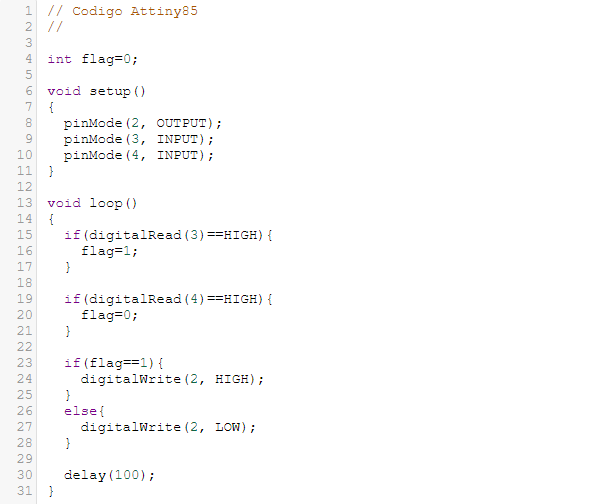 1 // Codigo Attiny85
2 //
3
4 int flag=0;
5
6 void setup()
7 {
8 pinMode(2, OUTPUT);
9 pinMode(3, INPUT);
10 pinMode(4, INPUT);
11 }
12
13 void loop()
14 {
15 if(digitalRead(3)==HIGH){
16 flag=1;
17 }
18
19 if(digitalRead(4)==HIGH){
20 flag=0;
21 }
22
23 if(flag==1){
24 digitalWrite(2, HIGH);
25 }
26 else{
27 digitalWrite(2, LOW);
28 }
29
30 delay(100);
31 }